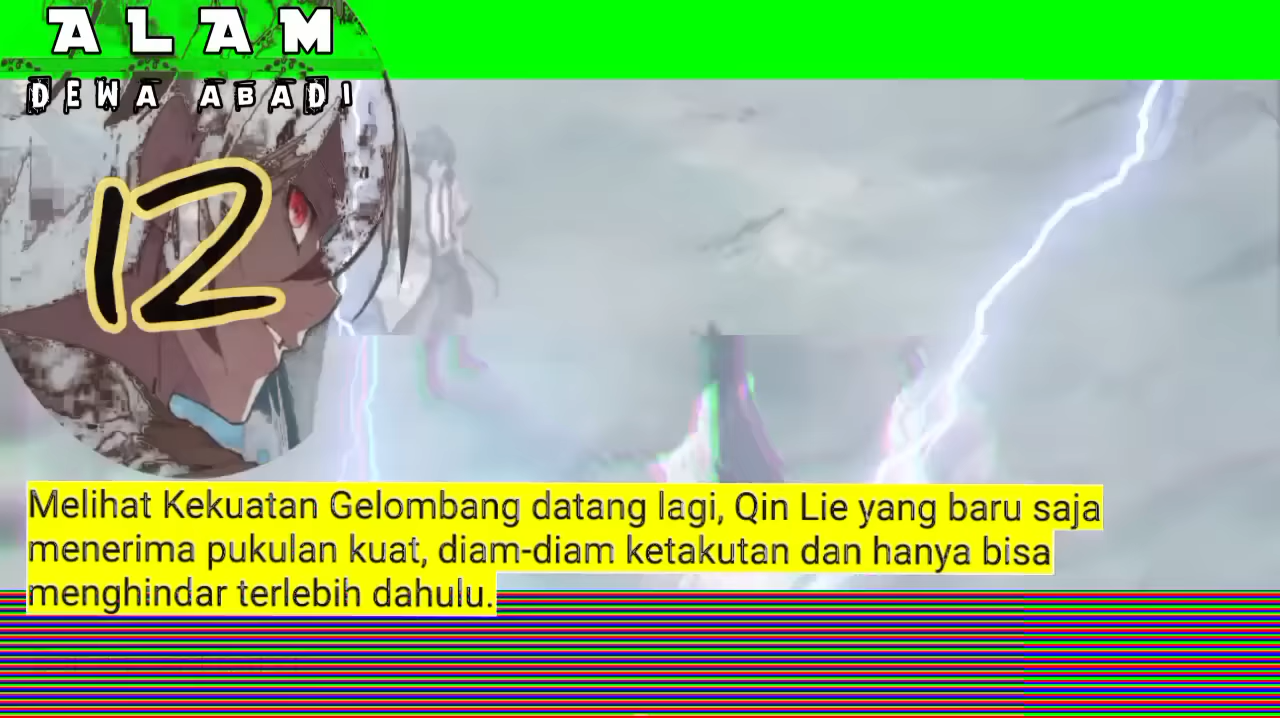 ALAM
DEWA ABADI
12
Melihat Kekuatan Gelombang datang lagi, Qin Lie yang baru saja
menerima pukulan kuat, diam-diam ketakutan dan hanya bisa
menghindar terlebih dahulu.